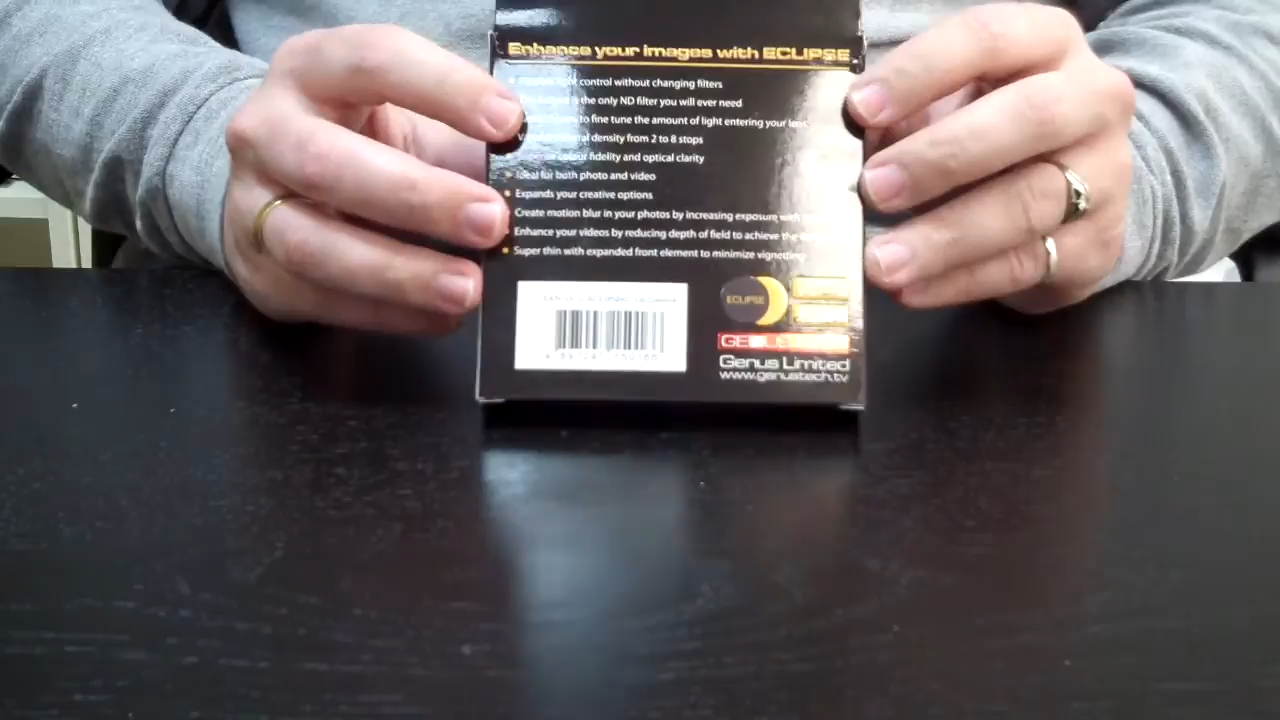 Enhance your images with ECLIPSE
control without changing filters
is the only ND filter you will ever need
to fine tune the amount of light entering your lens
density from 2 to 8 stops
colour fidelity and optical clarity
Ideal for both photo and video
Expands your creative options
Create motion blur in your photos by increasing exposure with
Enhance your videos by reducing depth of field to achieve the
Super thin with expanded front element to minimize vignetting
ECLIPSE
Genus Limited
www.genustech.tv